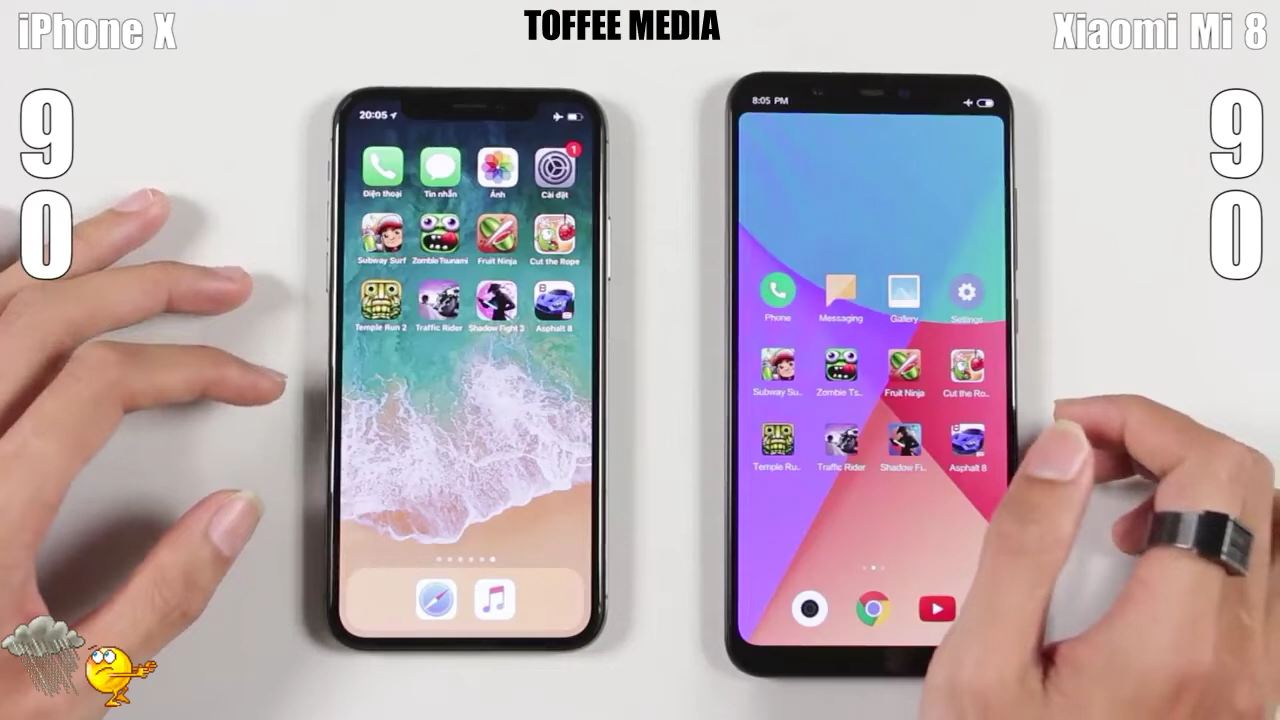 iPhone X
TOFFEE MEDIA
Xiaomi Mi 8
9
0
9
0
20:05
1
Điện thoại
Tin nhắn
Ảnh
Cài đặt
Subway Surf
Zombie Tsunami
Fruit Ninja
Cut the Rope
Temple Run 2
Traffic Rider
Shadow Fight 3
Asphalt 8
8:05 PM
Phone
Messaging
Gallery
Settings
Subway Su..
Zombie Ts..
Fruit Ninja
Cut the Ro..
Temple Ru..
Traffic Rider
Shadow Fi..
Asphalt 8